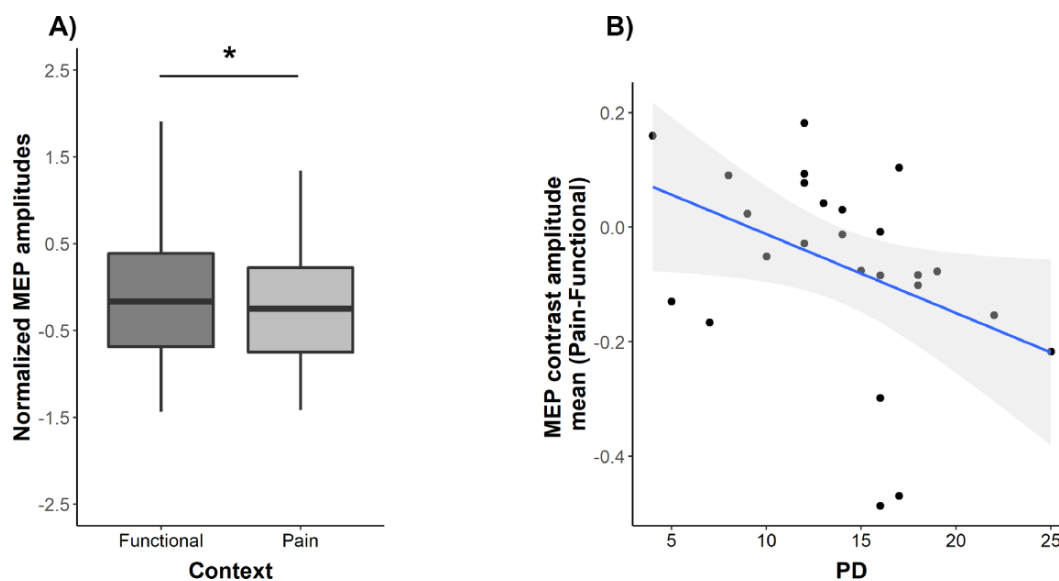 A)
*
Normalized MEP amplitudes
2.5
1.5
0.5
-0.5
-1.5
-2.5
Functional
Pain
Context
B)
MEP contrast amplitude
mean (Pain-Functional)
0.2
0.0
-0.2
-0.4
5
10
15
20
25
PD